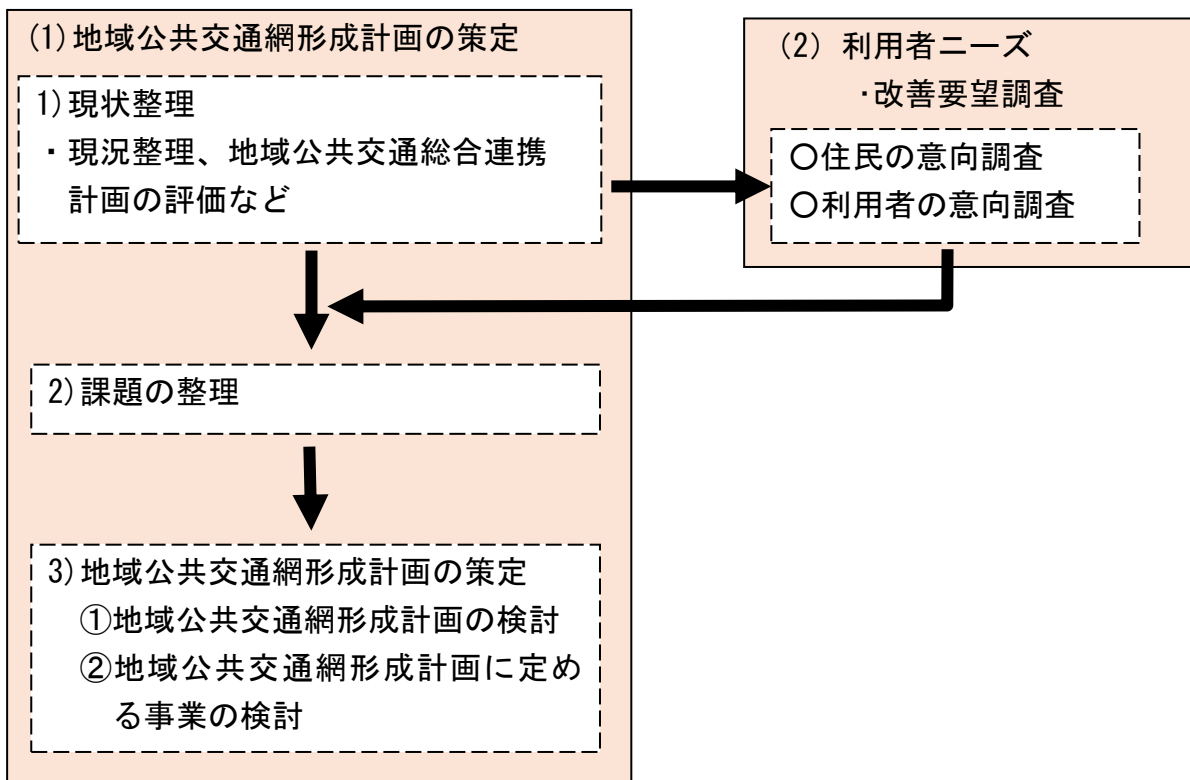 (1)地域公共交通網形成計画の策定
1)現状整理
・現況整理、地域公共交通総合連携
計画の評価など
2)課題の整理
3)地域公共交通網形成計画の策定
①地域公共交通網形成計画の検討
②地域公共交通網形成計画に定め
る事業の検討
(2) 利用者ニーズ
・改善要望調査
〇住民の意向調査
〇利用者の意向調査